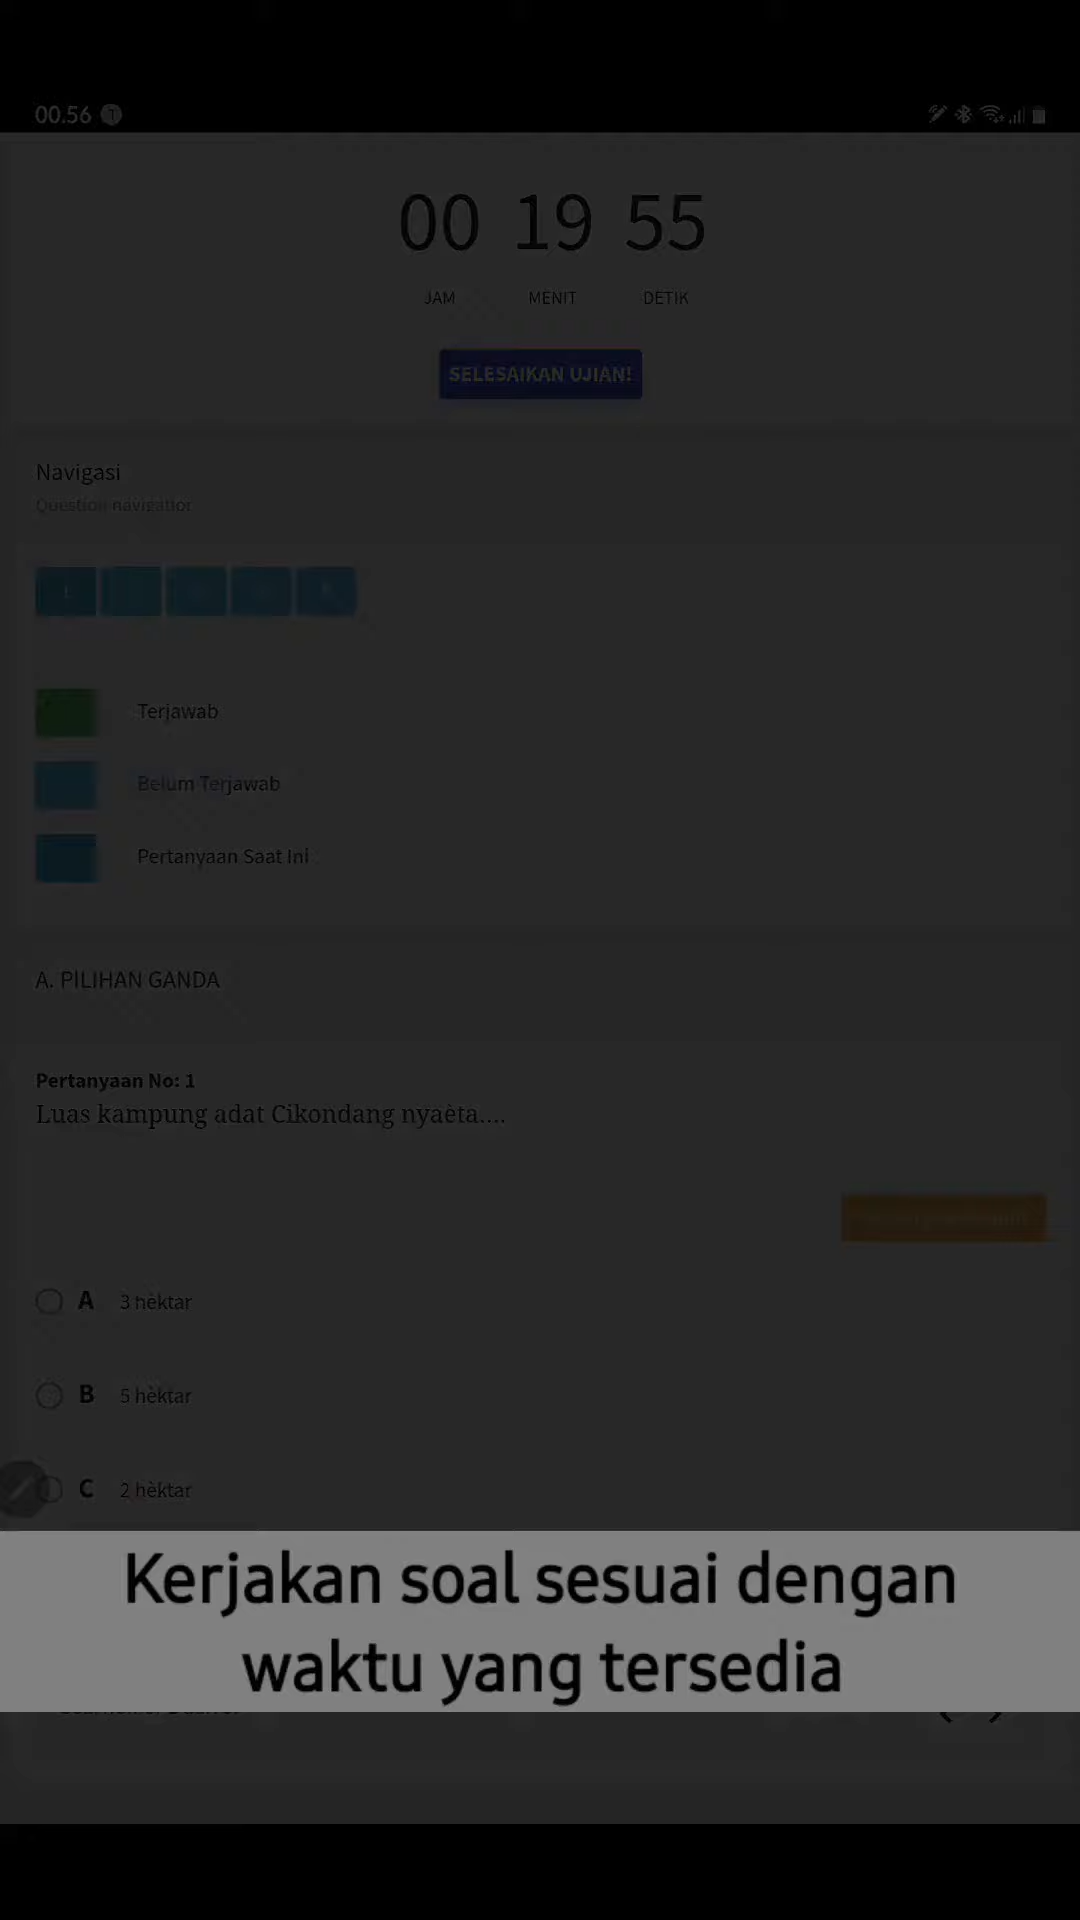 00.56
00 19 55
JAM MENIT DETIK
SELESAIKAN UJIAN!
Navigasi
Question navigation
1
Terjawab
Belum Terjawab
Pertanyaan Saat Ini
A. PILIHAN GANDA
Pertanyaan No: 1
Luas kampung adat Cikondang nyaèta....
A 3 hèktar
B 5 hèktar
C 2 hèktar
Kerjakan soal sesuai dengan
waktu yang tersedia